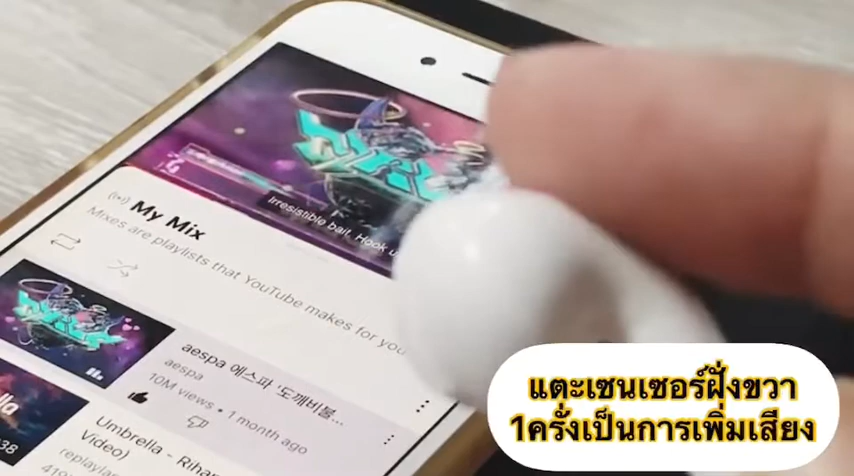 Irresistible bait. Hook u
My Mix
Mixes are playlists that YouTube makes for you
aespa 에스파 '도깨비불...
aespa
10M views • 1 month ago
Umbrella - Rihan
Video)
replaylas
แตะเซนเซอร์ฝั่งขวา
1ครั้งเป็นการเพิ่มเสียง